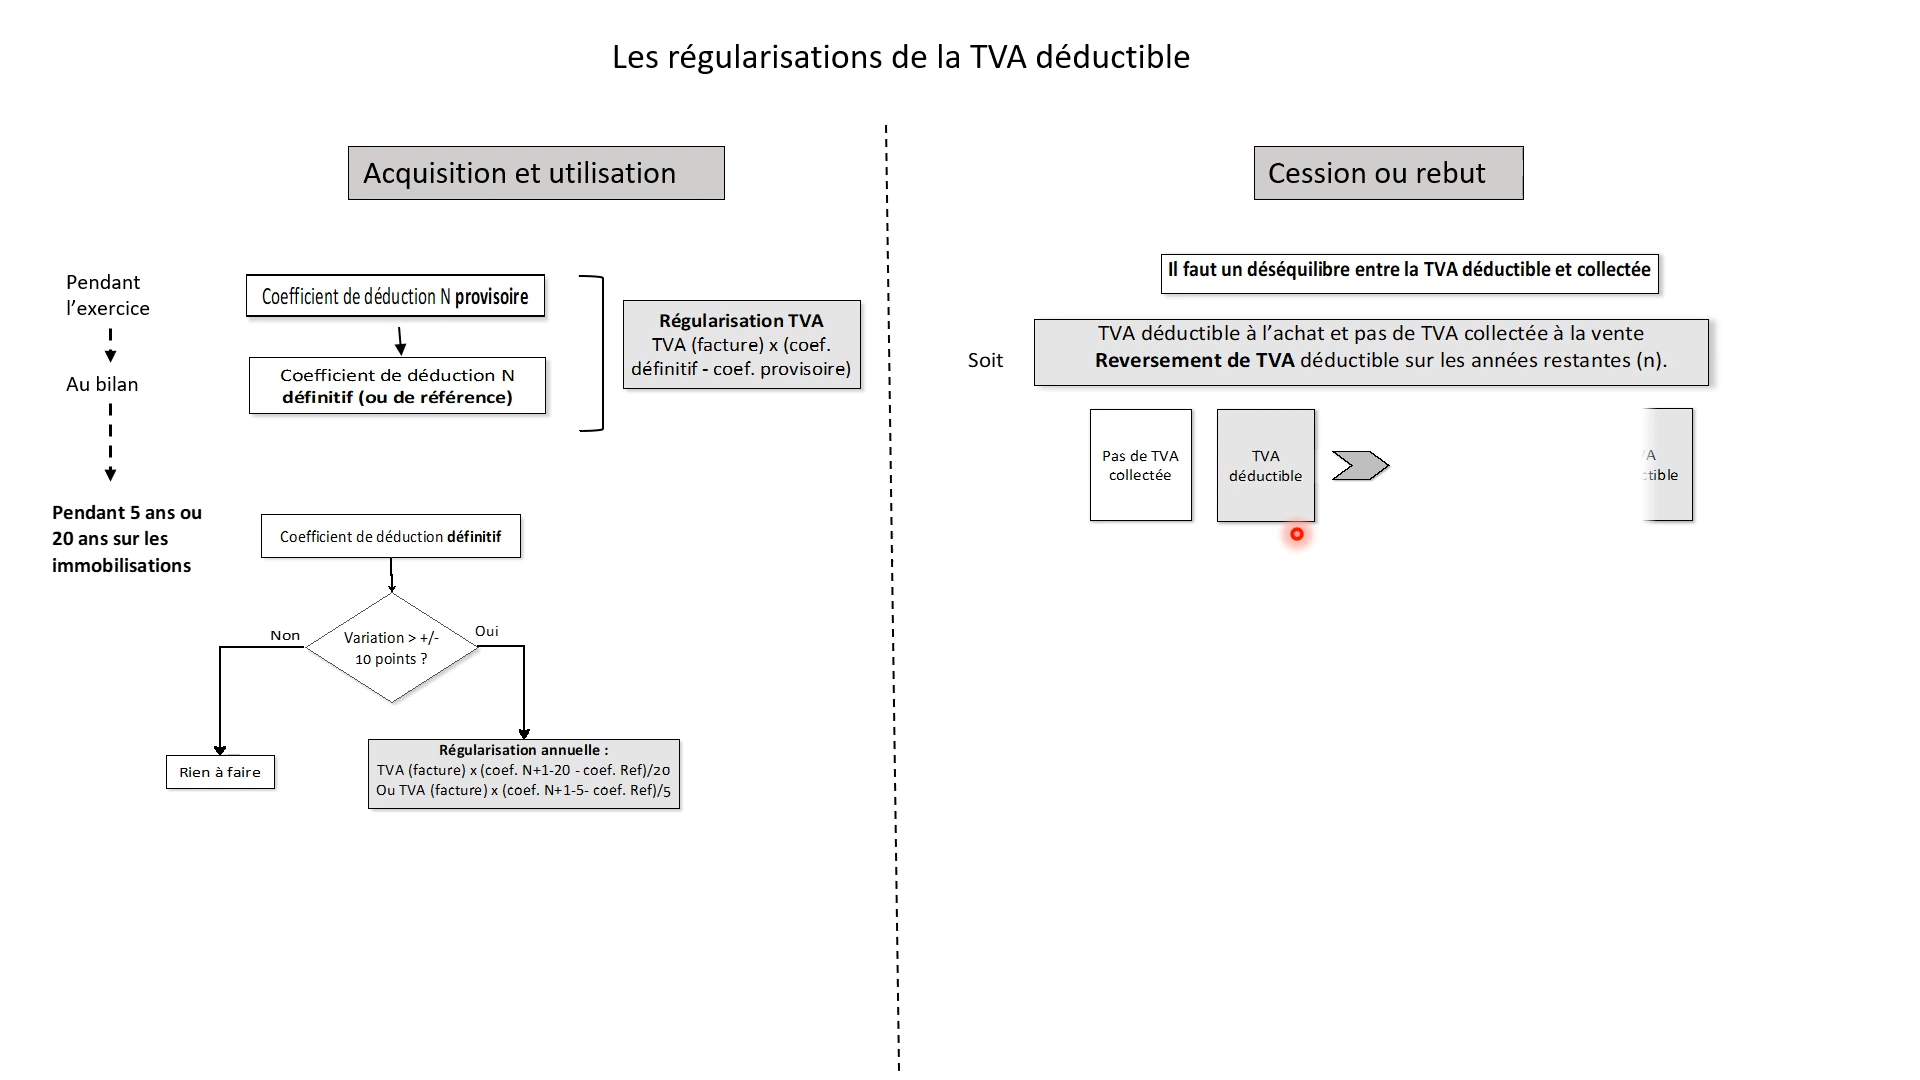 Les régularisations de la TVA déductible
Acquisition et utilisation
Pendant
l’exercice
Coefficient de déduction N provisoire
Régularisation TVA
TVA (facture) x (coef.
définitif - coef. provisoire)
Au bilan
Coefficient de déduction N
définitif (ou de référence)
Pendant 5 ans ou
20 ans sur les
immobilisations
Coefficient de déduction définitif
Variation > +/-
10 points ?
Non
Oui
Rien à faire
Régularisation annuelle :
TVA (facture) x (coef. N+1-20 - coef. Ref)/20
Ou TVA (facture) x (coef. N+1-5- coef. Ref)/5
Cession ou rebut
Il faut un déséquilibre entre la TVA déductible et collectée
Soit
TVA déductible à l’achat et pas de TVA collectée à la vente
Reversement de TVA déductible sur les années restantes (n).
Pas de TVA
collectée
TVA
déductible